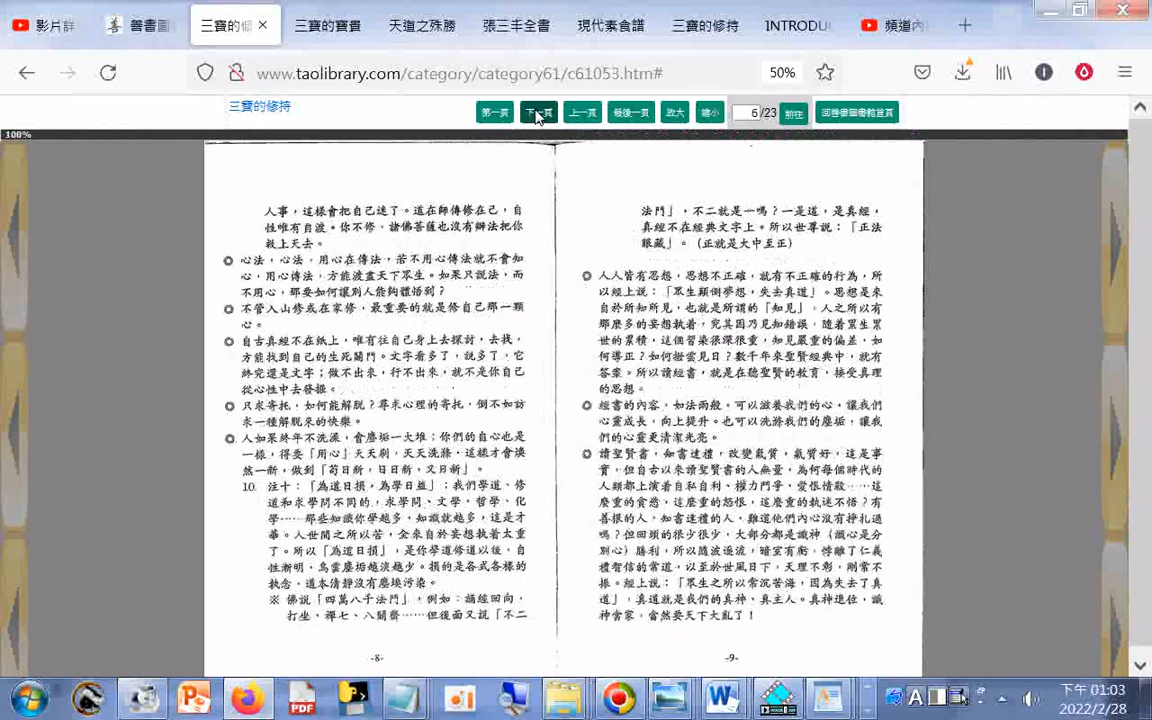 影片群
善書圖
三寶的修
三寶的寶貴
天道之殊勝
張三丰全書
現代素食譜
三寶的修持
INTRODU
頻道內
www.taolibrary.com/category/category61/c61053.htm#
50%
三寶的修持
第一頁
下一頁
上一頁
最後一頁
放大
縮小
6 /23
前往
回善書圖書館首頁
100%
人事，這樣會把自己迷了。道在師傳修在己，自
性唯有自渡。你不修，諸佛菩薩也沒有辦法把你
救上天去。
◎ 心法，心法，用心在傳法，若不用心傳法就不會知
心，用心傳法，方能渡盡天下眾生。如果只說法，而
不用心，那要如何讓別人能夠體悟到？
◎ 不管入山修或在家修，最重要的就是修自己那一顆
心。
◎ 自古真經不在紙上，唯有往自己身上去探討，去找，
方能找到自己的生死關門。文字看多了，說多了，它
終究還是文字；做不出來，行不出來，就不是你自己
從心性中去發揮。
◎ 只求寄托，如何能解脫？尋求心理的寄托，倒不如訪
求一種解脫來的快樂。
◎ 人如果終年不洗滌，會塵垢一大堆；你們的自心也是
一樣，得要「用心」天天刷，天天洗滌，這樣才會煥
然一新，做到「苟日新，日日新、又日新」。
10. 注十：「為道日損，為學日益」：我們學道、修
道和求學問不同的，求學問、文學，哲學、化
學……那些知識你學越多，知識就越多，這是才
華。人世間之所以苦，全來自於妄想執着太重
了。所以「為道日損」，是你學道修道以後，自
性漸明，烏雲塵垢越淡越少。損的是各式各樣的
執念，道本清靜沒有塵埃污染。
※ 佛說「四萬八千法門」，例如：誦經回向，
打坐、禪七、八關齋……但後面又說「不二
-8-
法門」，不二就是一嗎？一是道，是真經，
真經不在經典文字上。所以世尊說：「正法
眼藏」。（正就是大中至正）
◎ 人人皆有思想，思想不正確，就有不正確的行為，所
以經上說：「眾生顛倒夢想，失去真道」。思想是來
自於所知所見，也就是所謂的「知見」，人之所以有
那麼多的妄想執着，究其因乃見知錯誤，隨着累生累
世的累積，這個習染很深很重，知見嚴重的偏差，如
何導正？如何撥雲見日？數千年來聖賢經典中，就有
答案。所以讀經書，就是在聽聖賢的教育，接受真理
的思想。
◎ 經書的內容，如法雨般，可以滋養我們的心，讓我們
心靈成長，向上提升。也可以洗滌我們的塵垢，讓我
們的心靈更清潔光亮。
◎ 讀聖賢書，知書達禮，改變氣質，氣質好，這是事
實，但自古以來讀聖賢書的人無量，為何每個時代的
人類都上演着自私自利、權力鬥爭、愛恨情殺……這
麼重的貪慾，這麼重的怨恨，這麼重的執迷不悟？有
善根的人，知書達禮的人，難道他們內心沒有掙扎過
嗎？但回頭的很少很少，大部分都是識神（識心是分
別心）勝利，所以隨波逐流，暗室有虧，悖離了仁義
禮智信的常道，以至於世風日下，天理不彰，剛常不
振。經上說：「眾生之所以常沉苦海，因為失去了真
道」，真道就是我們的真神、真主人。真神退位，識
神當家，當然要天下大亂了！
-9-
PDF
A
下午 01:03
2022/2/28